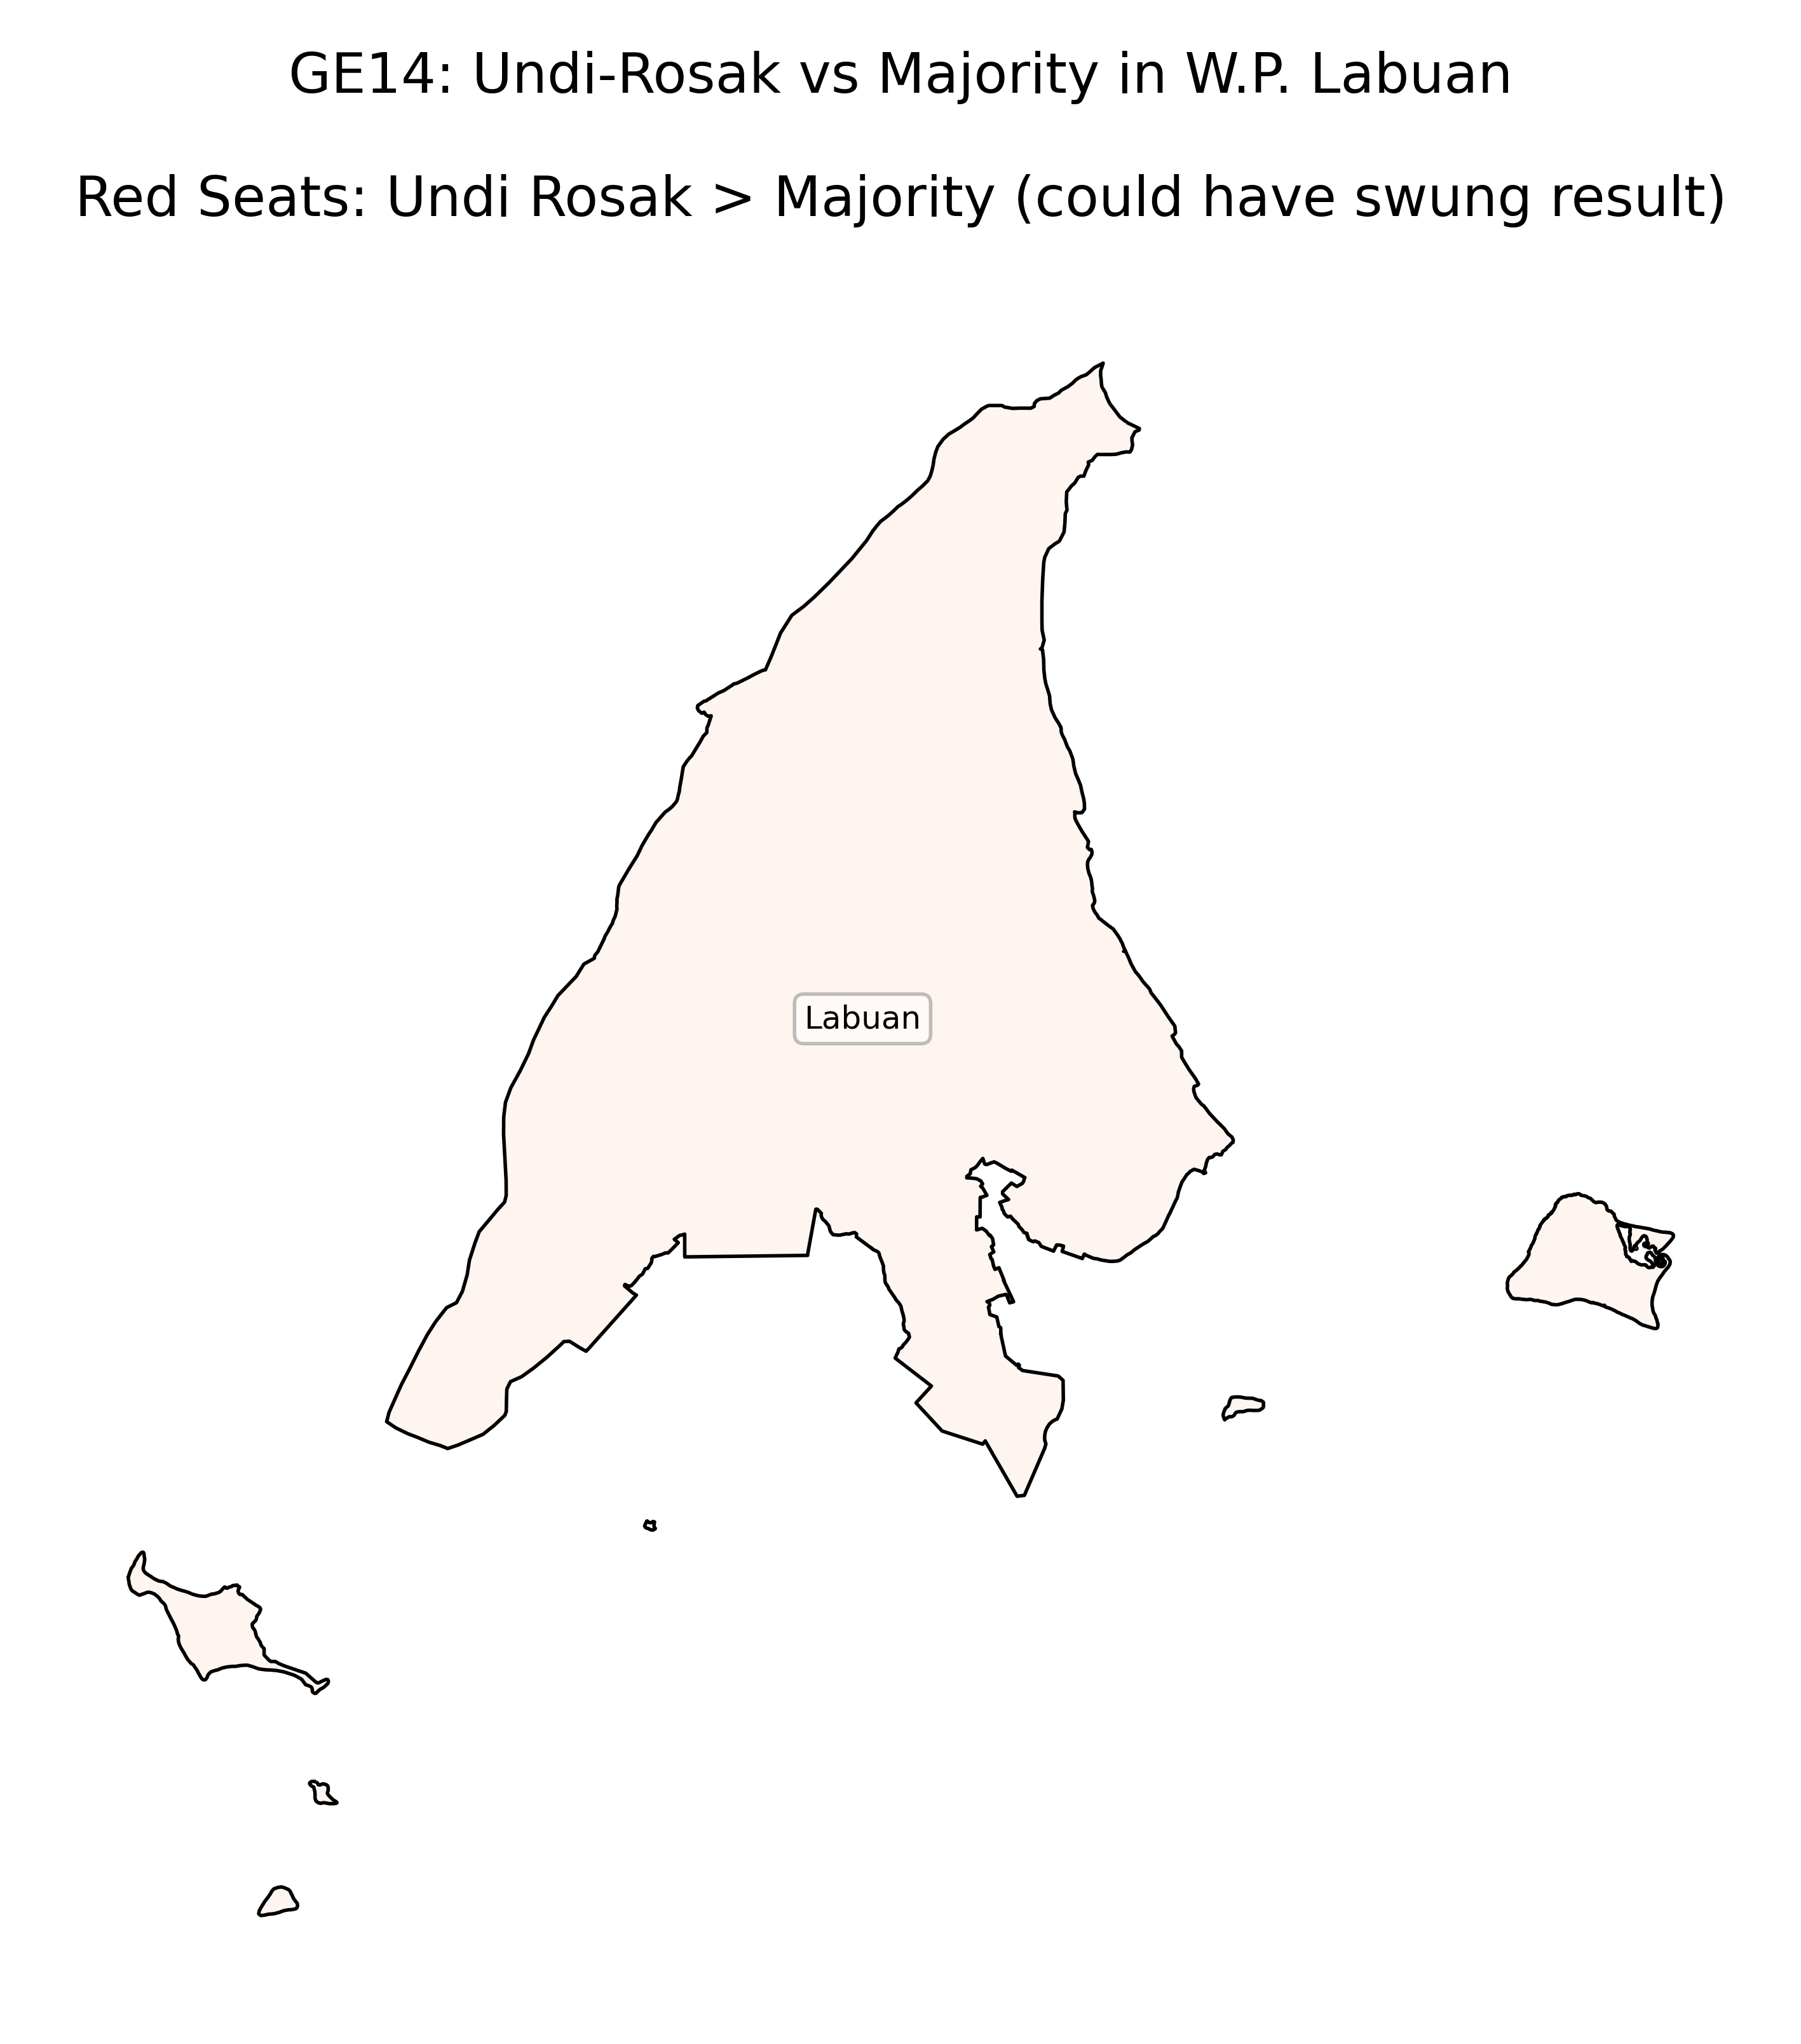 GE14: Undi-Rosak vs Majority in W.P. Labuan
Red Seats: Undi Rosak > Majority (could have swung result)
Labuan